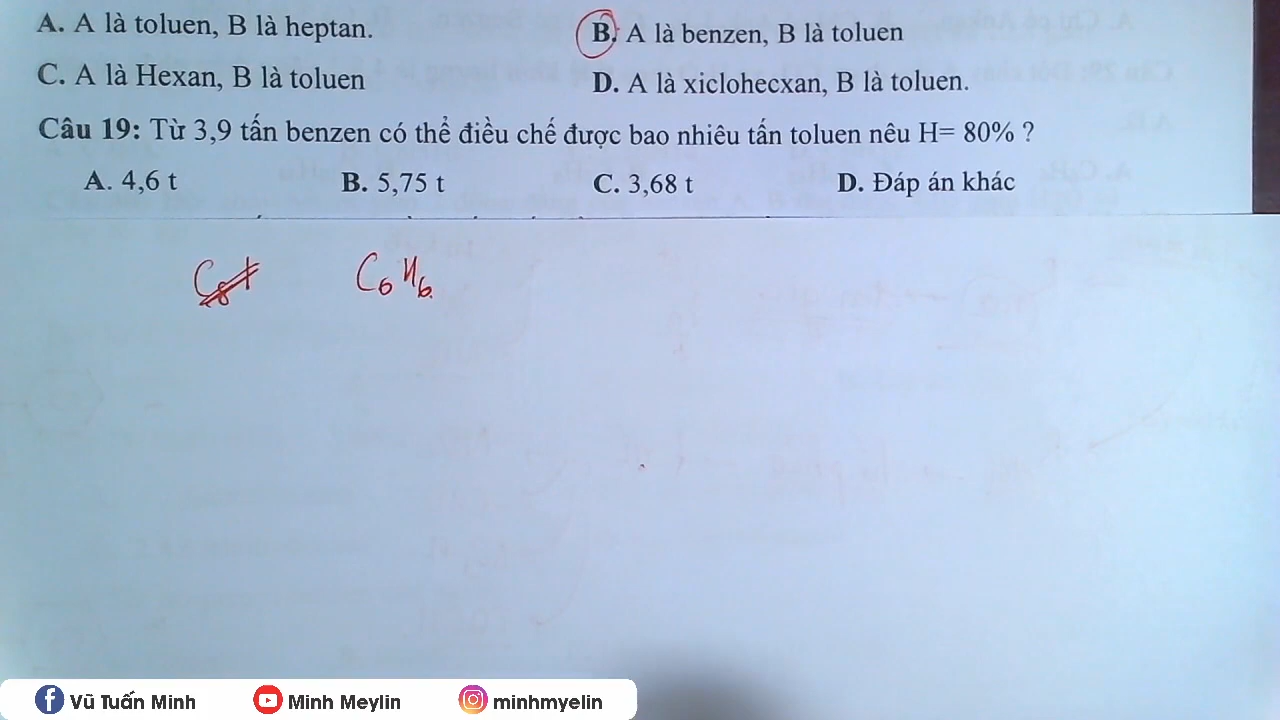 A. A là toluen, B là heptan. B. A là benzen, B là toluen
C. A là Hexan, B là toluen D. A là xiclohecxan, B là toluen.
Câu 19: Từ 3,9 tấn benzen có thể điều chế được bao nhiêu tấn toluen nêu H= 80% ?
A. 4,6 t B. 5,75 t C. 3,68 t D. Đáp án khác
C6H6
Vũ Tuấn Minh Minh Meylin minhmyelin